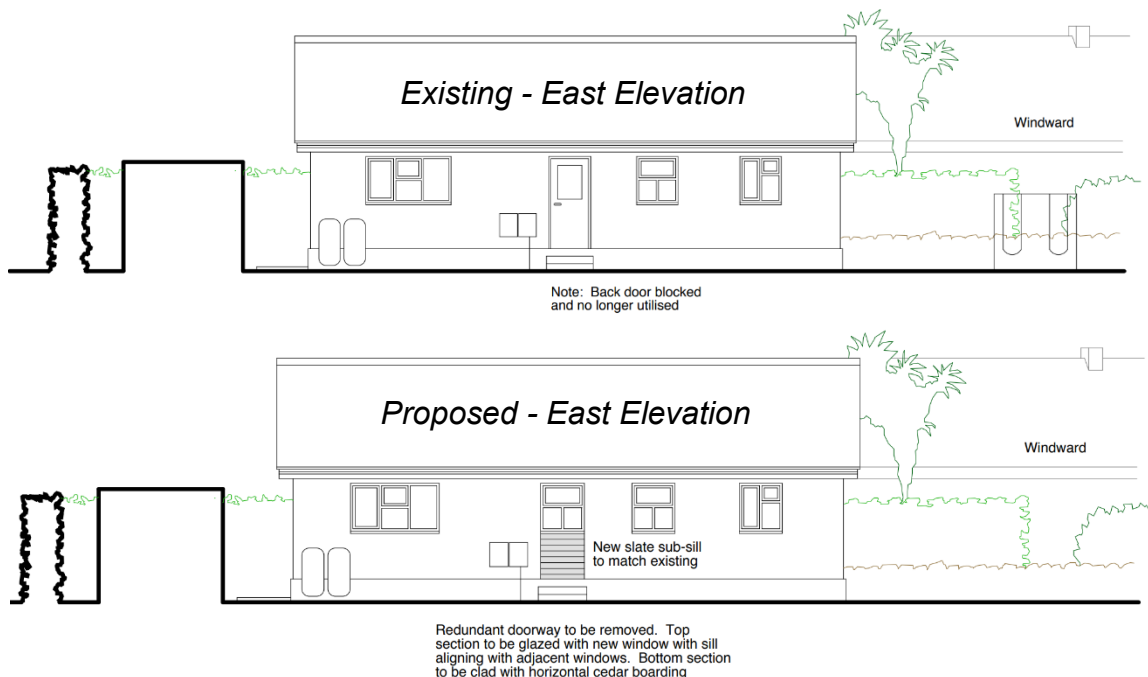 Existing - East Elevation
Windward
Note:  Back door blocked
and no longer utilised
Proposed - East Elevation
Windward
New slate sub-sill
to match existing
Redundant doorway to be removed.  Top
section to be glazed with new window with sill
aligning with adjacent windows.  Bottom section
to be clad with horizontal cedar boarding